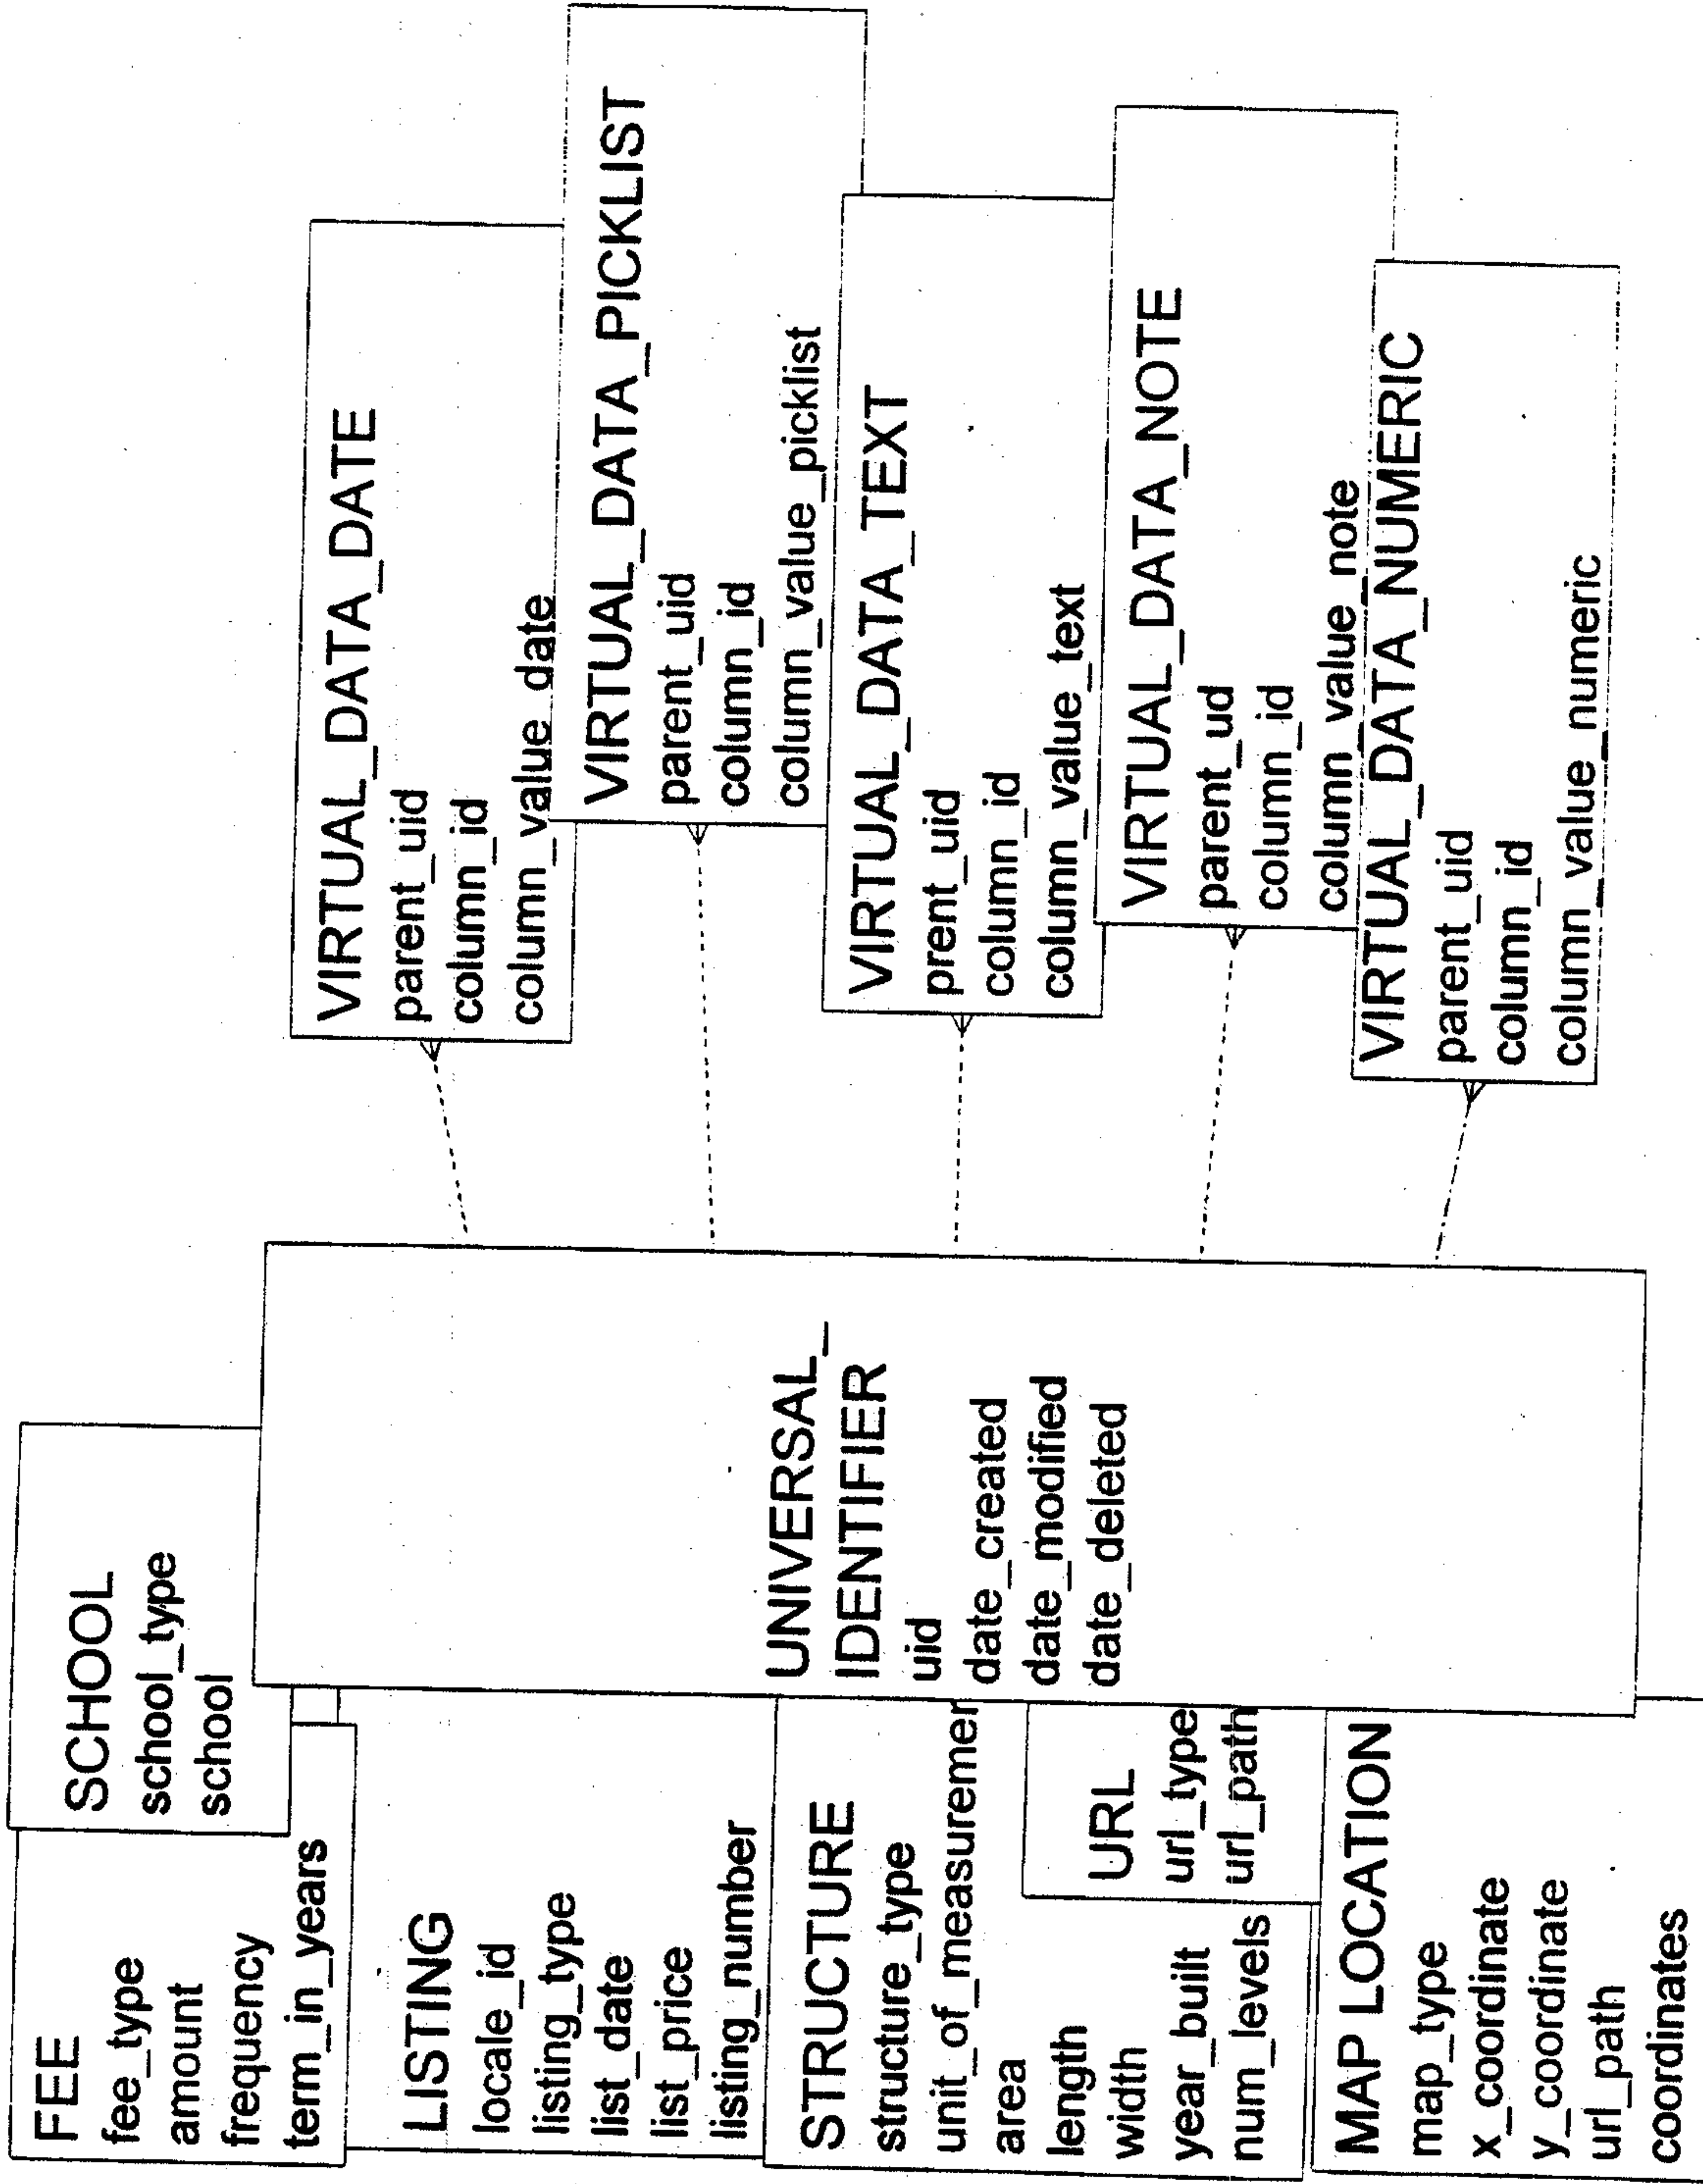 FEE
fee_type
amount
frequency
term_in_years
SCHOOL
school_type
school
LISTING
locale_id
listing_type
list_date
list_price
listing_number
STRUCTURE
structure_type
unit_of_measuremer
area
length
width
year_built
num_levels
URL
url_type
url_path
MAP LOCATION
map_type
x_coordinate
y_coordinate
url_path
coordinates
UNIVERSAL_
IDENTIFIER
uid
date_created
date_modified
date_deleted
VIRTUAL_DATA_DATE
parent_uid
column_id
column_value_date
VIRTUAL_DATA_PICKLIST
parent_uid
column_id
column_value_picklist
VIRTUAL_DATA_TEXT
prent_uid
column_id
column_value_text
VIRTUAL_DATA_NOTE
parent_ud
column_id
column_value_note
VIRTUAL_DATA_NUMERIC
parent_uid
column_id
column_value_numeric